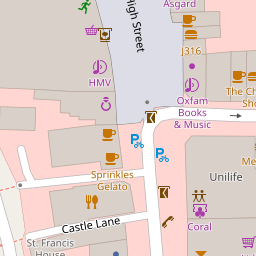 High Street
Asgard
J316
HMV
Oxfam
Books
& Music
The Ch
Sho
Me
Unilife
Sprinkles
Gelato
Castle Lane
Coral
St. Francis
House